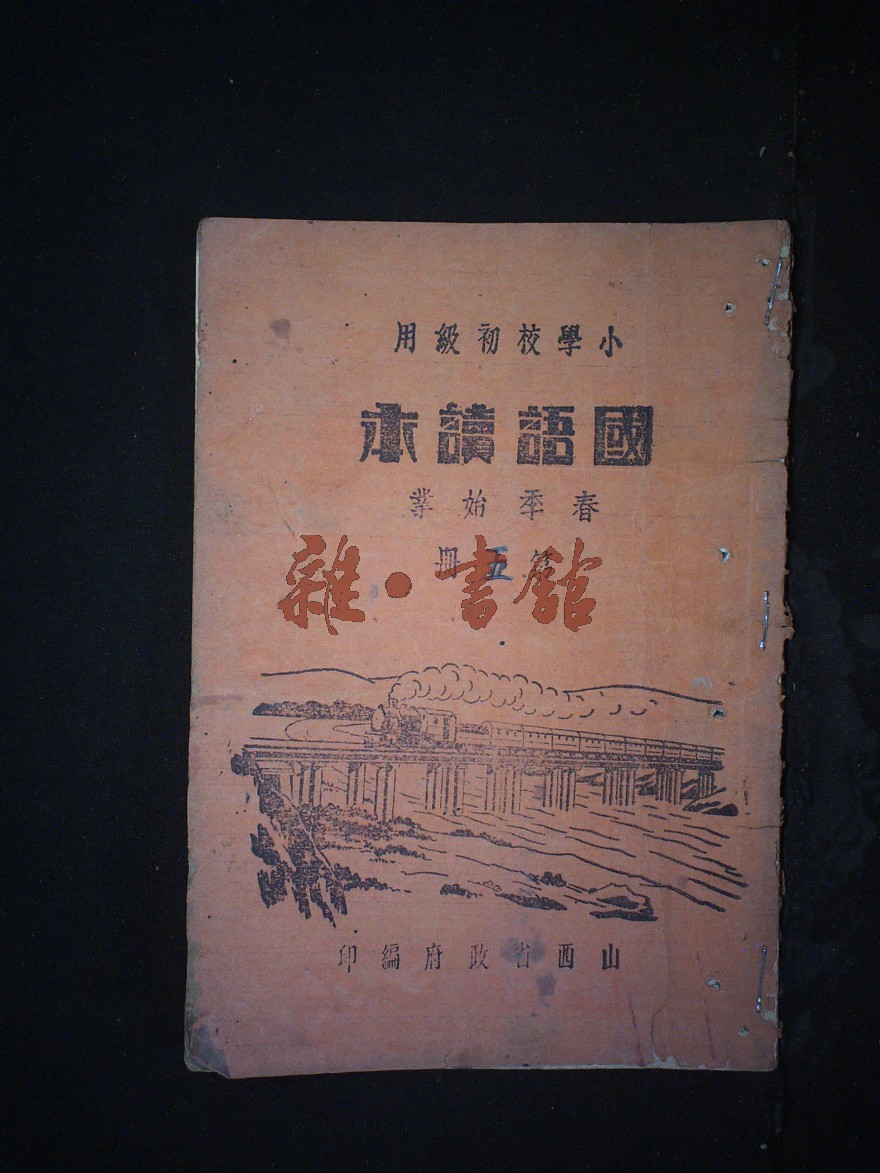 小學校初級用
國語讀本
春季始業
第五冊
雜·書館
山西省政府編印